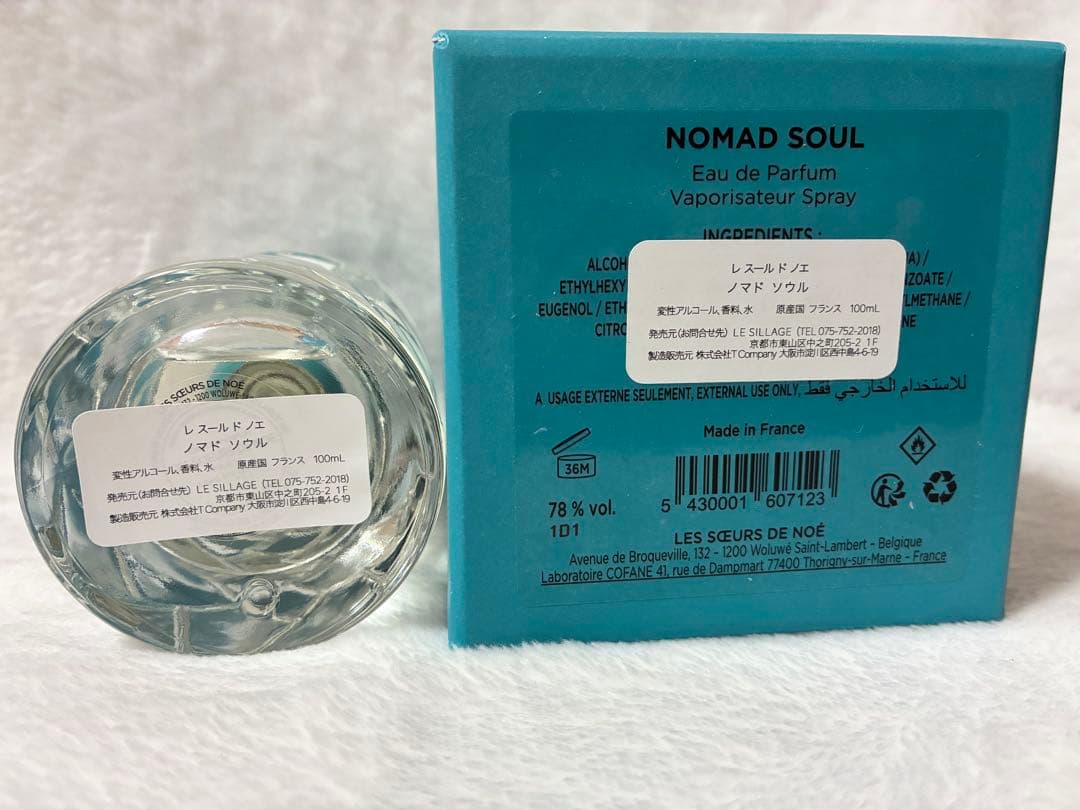 SŒURS DE NOÉ
1200 WOLUWÉ
レ スール ド ノエ
ノマド ソウル
変性アルコール、香料、水 原産国 フランス 100mL
発売元(お問合せ先) LE SILLAGE (TEL 075-752-2018)
京都市東山区中之町205-2 1F
製造販売元 株式会社T Company 大阪市淀川区西中島4-6-19
NOMAD SOUL
Eau de Parfum
Vaporisateur Spray
INGREDIENTS :
EUGENOL /
レ スール ド ノエ
ノマド ソウル
変性アルコール、香料、水 原産国 フランス 100mL
発売元(お問合せ先) LE SILLAGE (TEL 075-752-2018)
京都市東山区中之町205-2 1F
製造販売元 株式会社T Company 大阪市淀川区西中島4-6-19
A USAGE EXTERNE SEULEMENT, EXTERNAL USE ONLY, للاستخدام الخارجي فقط
Made in France
36M
78 % vol.
1D1
5 430001 607123
LES SŒURS DE NOÉ
Avenue de Broqueville, 132 - 1200 Woluwé Saint-Lambert - Belgique
Laboratoire COFANE 41, rue de Dampmart 77400 Thorigny-sur-Marne - France